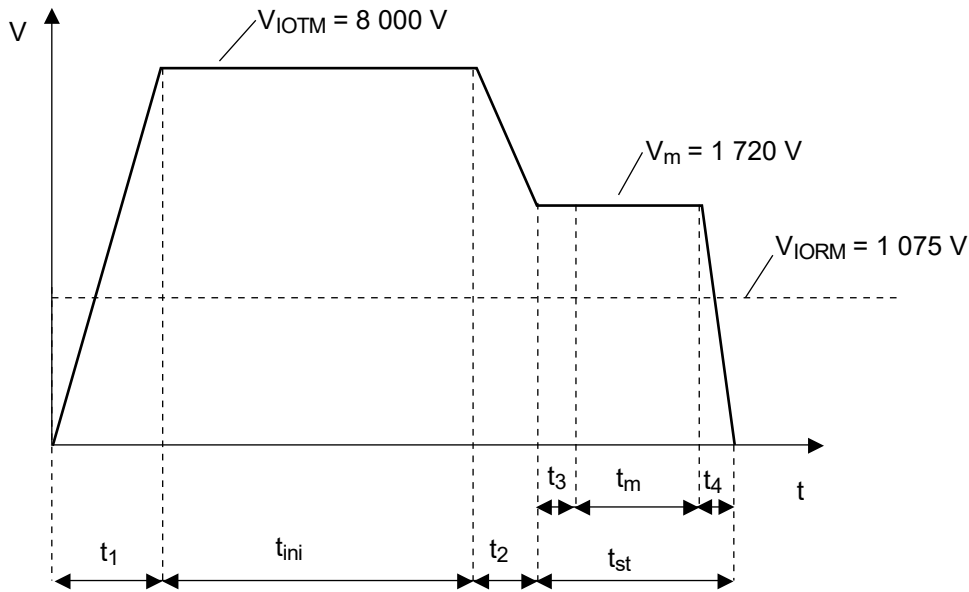 V
VIOTM = 8 000 V
Vm = 1 720 V
VIORM = 1 075 V
t
t3
tm
t4
t1
tini
t2
tst